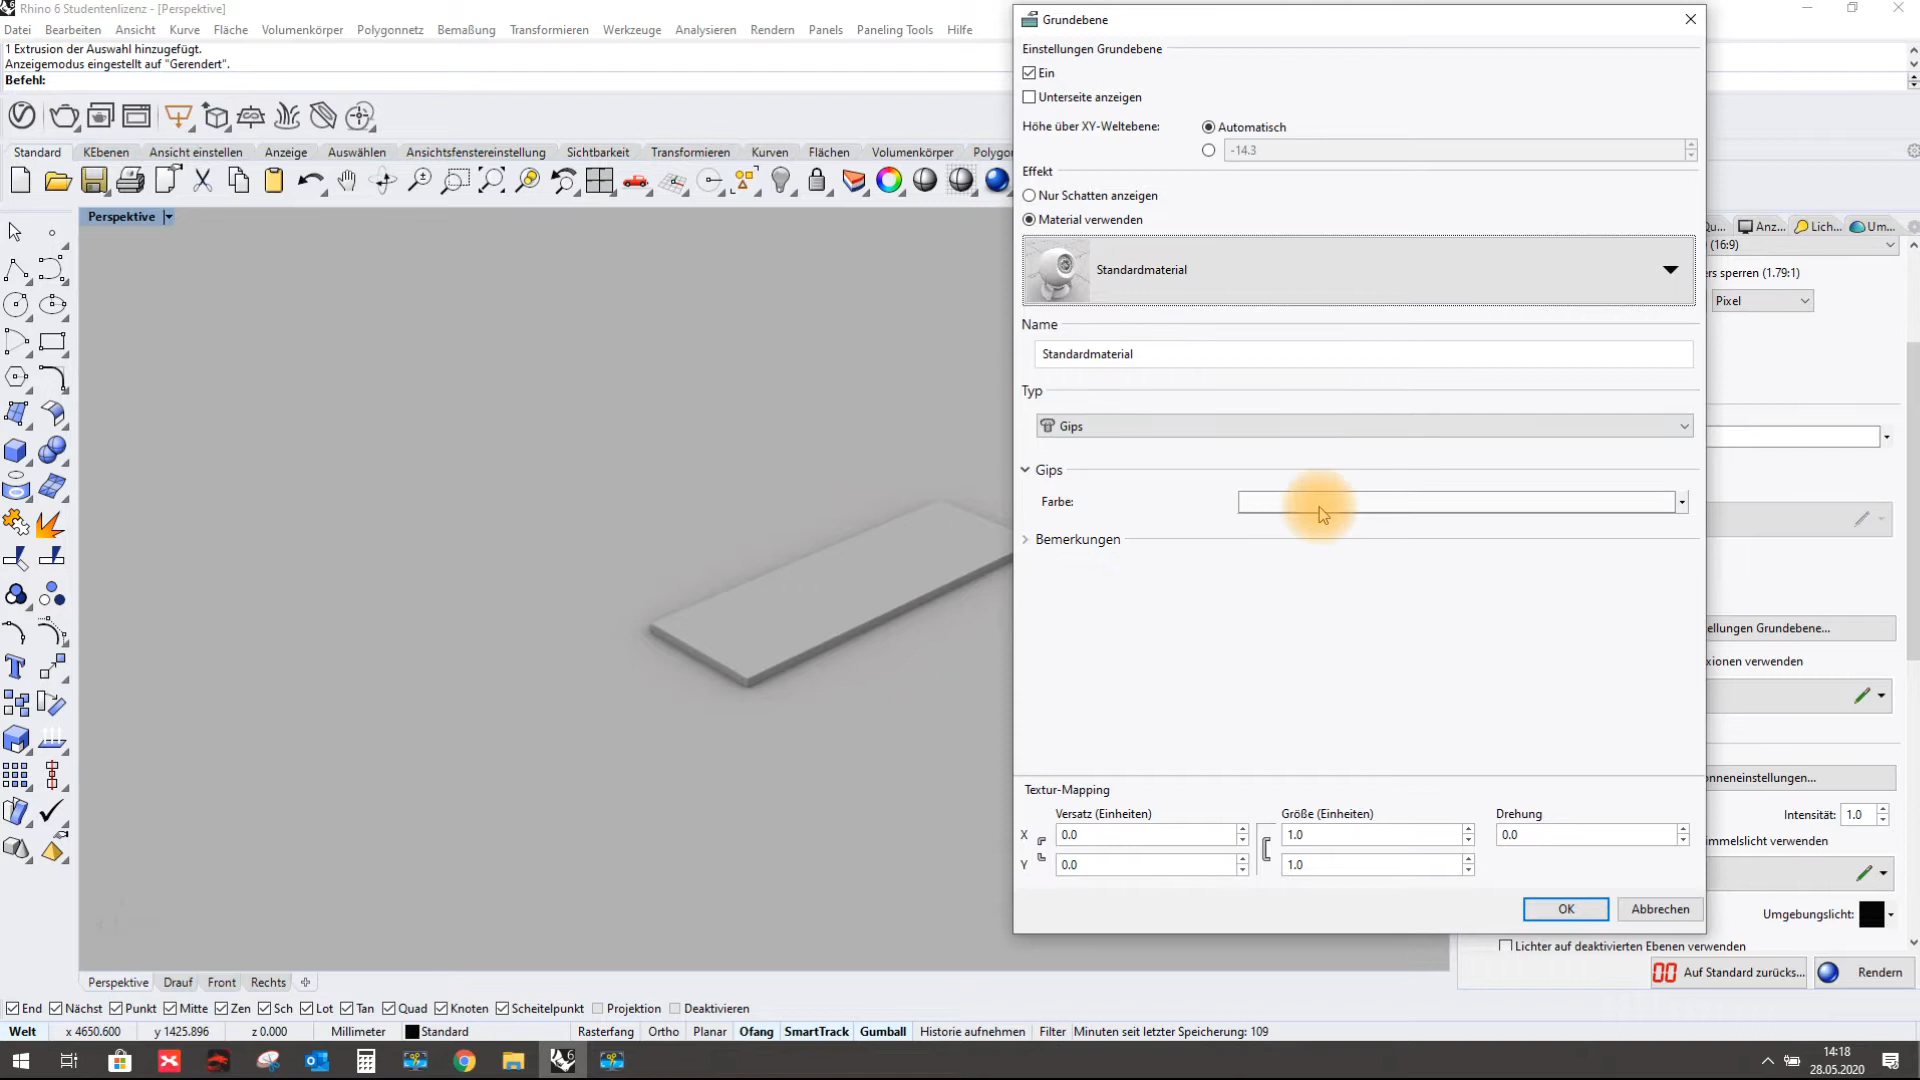 Rhino 6 Studentenlizenz - [Perspektive]
Datei Bearbeiten Ansicht Kurve Fläche Volumenkörper Polygonnetz Bemaßung Transformieren Werkzeuge Analysieren Rendern Panels Paneling Tools Hilfe
1 Extrusion der Auswahl hinzugefügt.
Anzeigemodus eingestellt auf "Gerendert".
Befehl:
Standard KEbenen Ansicht einstellen Anzeige Auswählen Ansichtsfenstereinstellung Sichtbarkeit Transformieren Kurven Flächen Volumenkörper Polygo
Perspektive
Grundebene
Einstellungen Grundebene
Ein
Unterseite anzeigen
Höhe über XY-Weltebene: Automatisch
-14.3
Effekt
Nur Schatten anzeigen
Material verwenden
Standardmaterial
Name
Standardmaterial
Typ
Gips
Gips
Farbe:
Bemerkungen
Textur-Mapping
Versatz (Einheiten) Größe (Einheiten) Drehung
X 0.0 1.0 0.0
Y 0.0 1.0
OK Abbrechen
Qu... Anz... Lich... Um...
(16:9)
rs sperren (1.79:1)
Pixel
ellungen Grundebene...
xionen verwenden
onneneinstellungen...
Intensität: 1.0
immelslicht verwenden
Umgebungslicht:
Lichter auf deaktivierten Ebenen verwenden
Auf Standard zurücks... Rendern
Perspektive Drauf Front Rechts
End Nächst Punkt Mitte Zen Sch Lot Tan Quad Knoten Scheitelpunkt Projektion Deaktivieren
Welt x 4650.600 y 1425.896 z 0.000 Millimeter Standard Rasterfang Ortho Planar Ofang SmartTrack Gumball Historie aufnehmen Filter Minuten seit letzter Speicherung: 109
14:18
28.05.2020